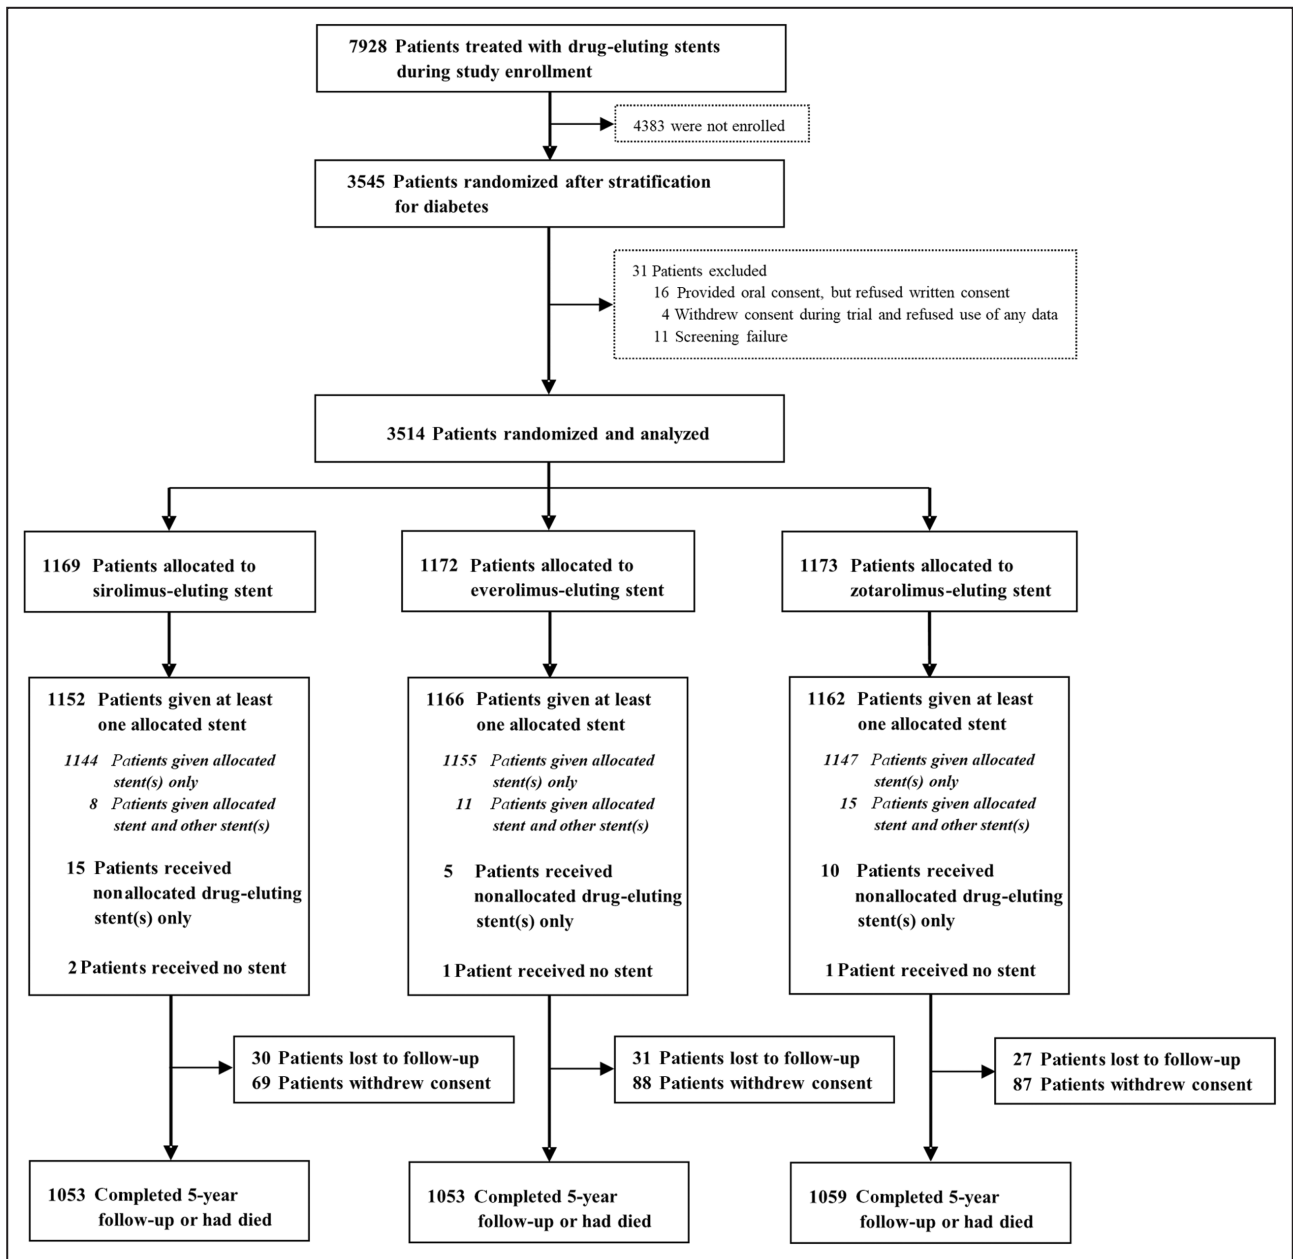 7928 Patients treated with drug-eluting stents
during study enrollment
4383 were not enrolled
3545 Patients randomized after stratification
for diabetes
31 Patients excluded
16 Provided oral consent, but refused written consent
4 Withdrew consent during trial and refused use of any data
11 Screening failure
3514 Patients randomized and analyzed
1169 Patients allocated to
sirolimus-eluting stent
1172 Patients allocated to
everolimus-eluting stent
1173 Patients allocated to
zotarolimus-eluting stent
1152 Patients given at least
one allocated stent
1144 Patients given allocated
stent(s) only
8 Patients given allocated
stent and other stent(s)
15 Patients received
nonallocated drug-eluting
stent(s) only
2 Patients received no stent
1166 Patients given at least
one allocated stent
1155 Patients given allocated
stent(s) only
11 Patients given allocated
stent and other stent(s)
5 Patients received
nonallocated drug-eluting
stent(s) only
1 Patient received no stent
1162 Patients given at least
one allocated stent
1147 Patients given allocated
stent(s) only
15 Patients given allocated
stent and other stent(s)
10 Patients received
nonallocated drug-eluting
stent(s) only
1 Patient received no stent
30 Patients lost to follow-up
69 Patients withdrew consent
31 Patients lost to follow-up
88 Patients withdrew consent
27 Patients lost to follow-up
87 Patients withdrew consent
1053 Completed 5-year
follow-up or had died
1053 Completed 5-year
follow-up or had died
1059 Completed 5-year
follow-up or had died